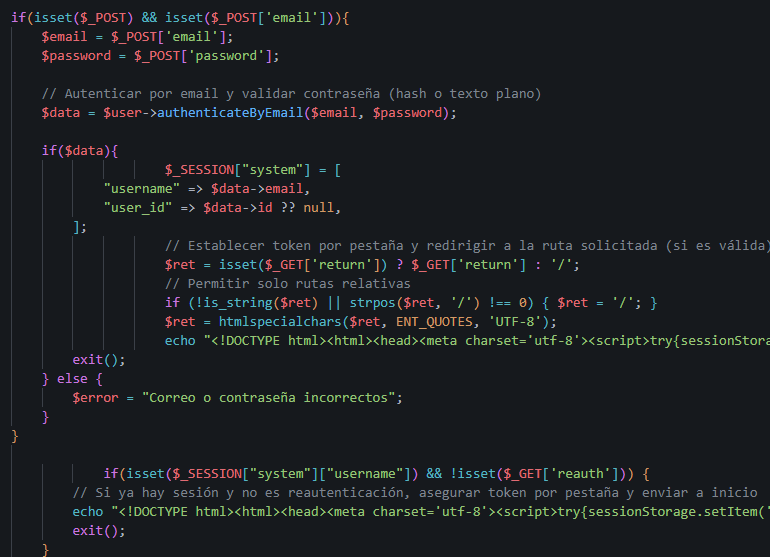 if(isset($_POST) && isset($_POST['email'])){
$email = $_POST['email'];
$password = $_POST['password'];
// Autenticar por email y validar contraseña (hash o texto plano)
$data = $user->authenticateByEmail($email, $password);
if($data){
$_SESSION["system"] = [
"username" => $data->email,
"user_id" => $data->id ?? null,
];
// Establecer token por pestaña y redirigir a la ruta solicitada (si es válida)
$ret = isset($_GET['return']) ? $_GET['return'] : '/';
// Permitir solo rutas relativas
if (!is_string($ret) || strpos($ret, '/') !== 0) { $ret = '/'; }
$ret = htmlspecialchars($ret, ENT_QUOTES, 'UTF-8');
echo "<!DOCTYPE html><html><head><meta charset='utf-8'><script>try{sessionStora
exit();
} else {
$error = "Correo o contraseña incorrectos";
}
}
if(isset($_SESSION["system"]["username"]) && !isset($_GET['reauth'])) {
// Si ya hay sesión y no es reautenticación, asegurar token por pestaña y enviar a inicio
echo "<!DOCTYPE html><html><head><meta charset='utf-8'><script>try{sessionStorage.setItem('
exit();
}